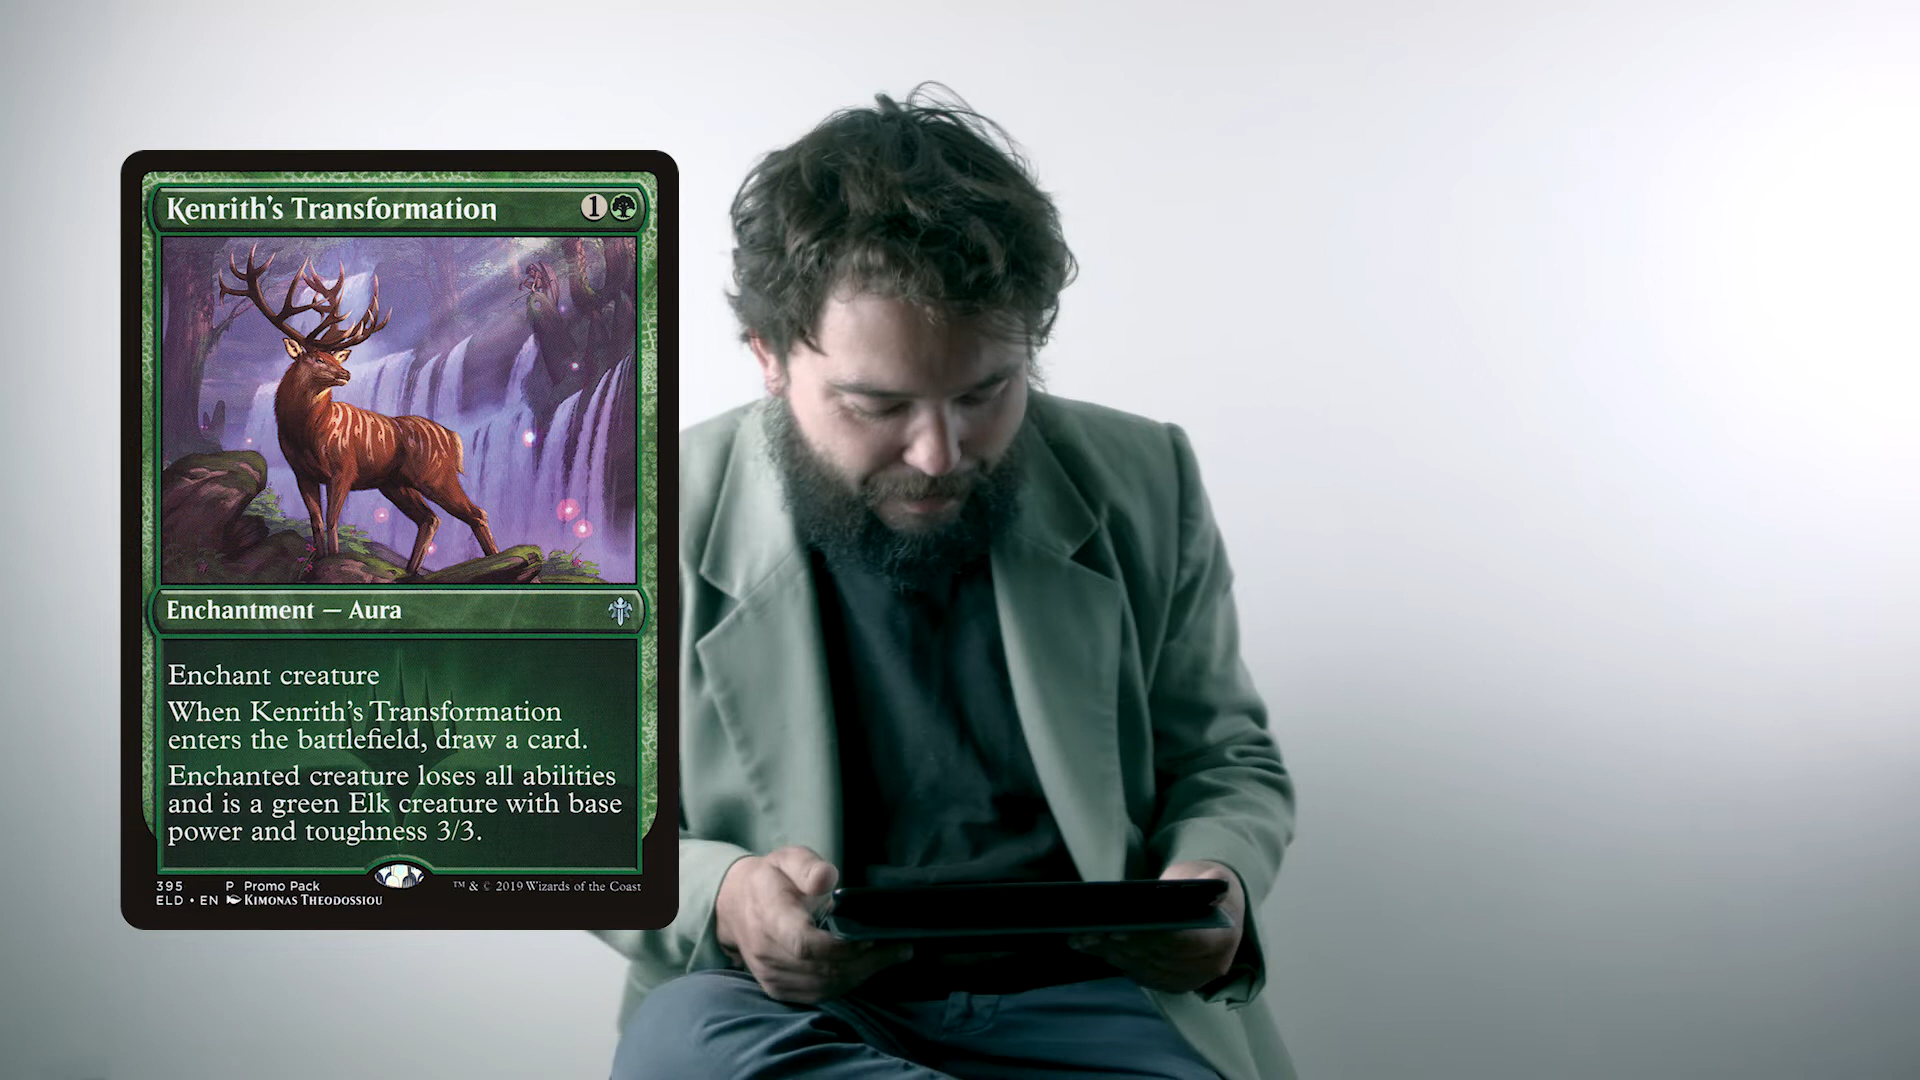 Kenrith's Transformation 1
Enchantment — Aura
Enchant creature
When Kenrith's Transformation
enters the battlefield, draw a card.
Enchanted creature loses all abilities
and is a green Elk creature with base
power and toughness 3/3.
395 P Promo Pack ™ & © 2019 Wizards of the Coast
ELD • EN Kimonas Theodossiou